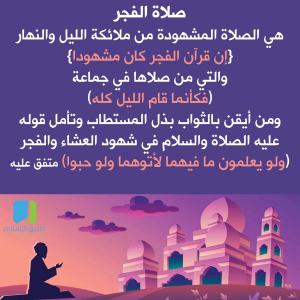 صلاة الفجر
هي الصلاة المشهودة من ملائكة الليل والنهار
{إن قرآن الفجر كان مشهودا}
والتي من صلاها في جماعة
(فكأنما قام الليل كله)
ومن أيقن بالثواب بذل المستطاب وتأمل قوله
عليه الصلاة والسلام في شهود العشاء والفجر
(ولو يعلمون ما فيهما لأتوهما ولو حبوا) متفق عليه